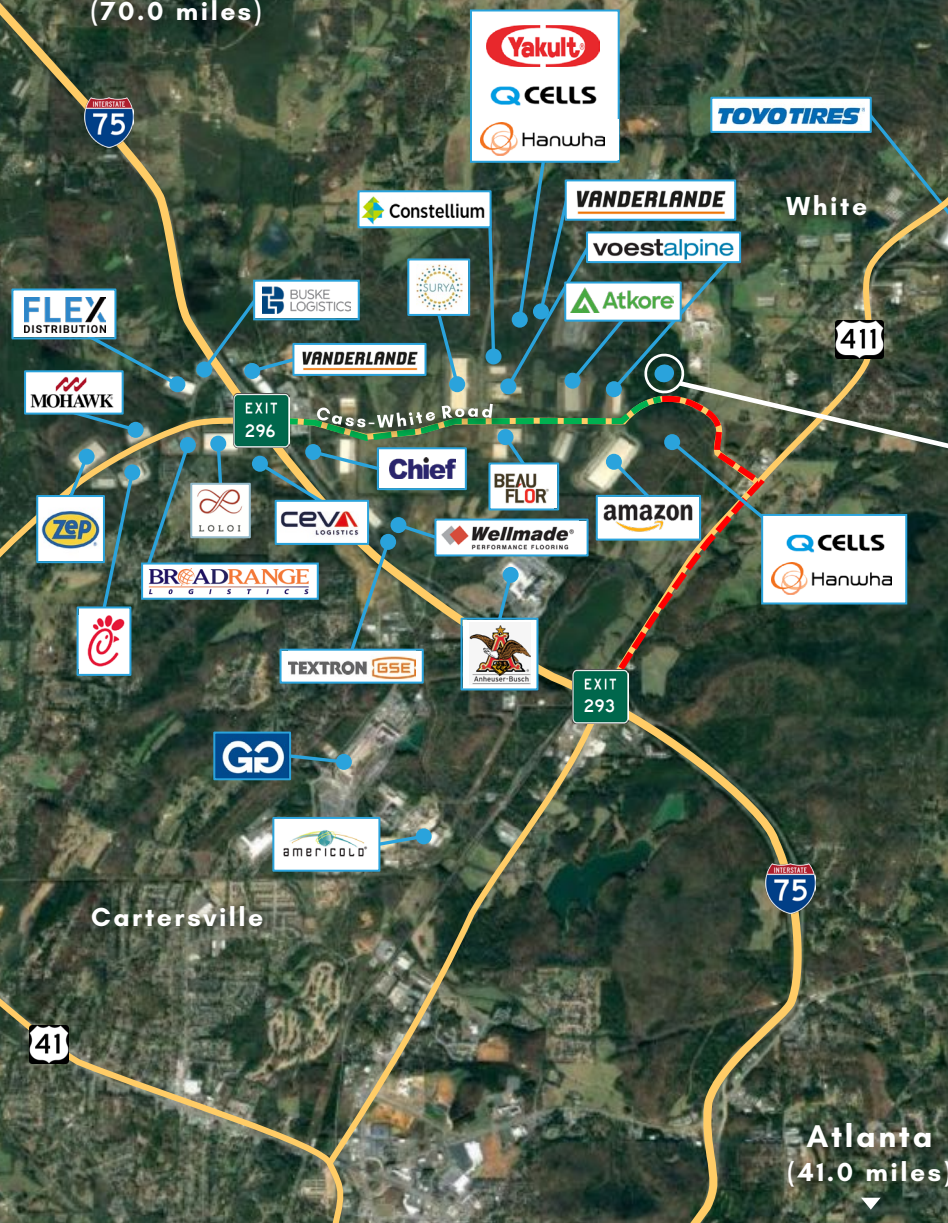 (70.0 miles)
INTERSTATE
75
Yakult
Q CELLS
Hanwha
TOYO TIRES
White
Constellium
VANDERLANDE
voestalpine
SURYA
Atkore
FLEX
DISTRIBUTION
BUSKE
LOGISTICS
411
VANDERLANDE
MOHAWK
EXIT
296
Cass-White Road
Chief
BEAU
FLOR
amazon
Zep
LOLOI
CEVA
LOGISTICS
Wellmade
PERFORMANCE FLOORING
Q CELLS
Hanwha
BROADRANGE
LOGISTICS
TEXTRON GSE
Anheuser-Busch
EXIT
293
GG
americold
INTERSTATE
75
Cartersville
41
Atlanta
(41.0 miles)